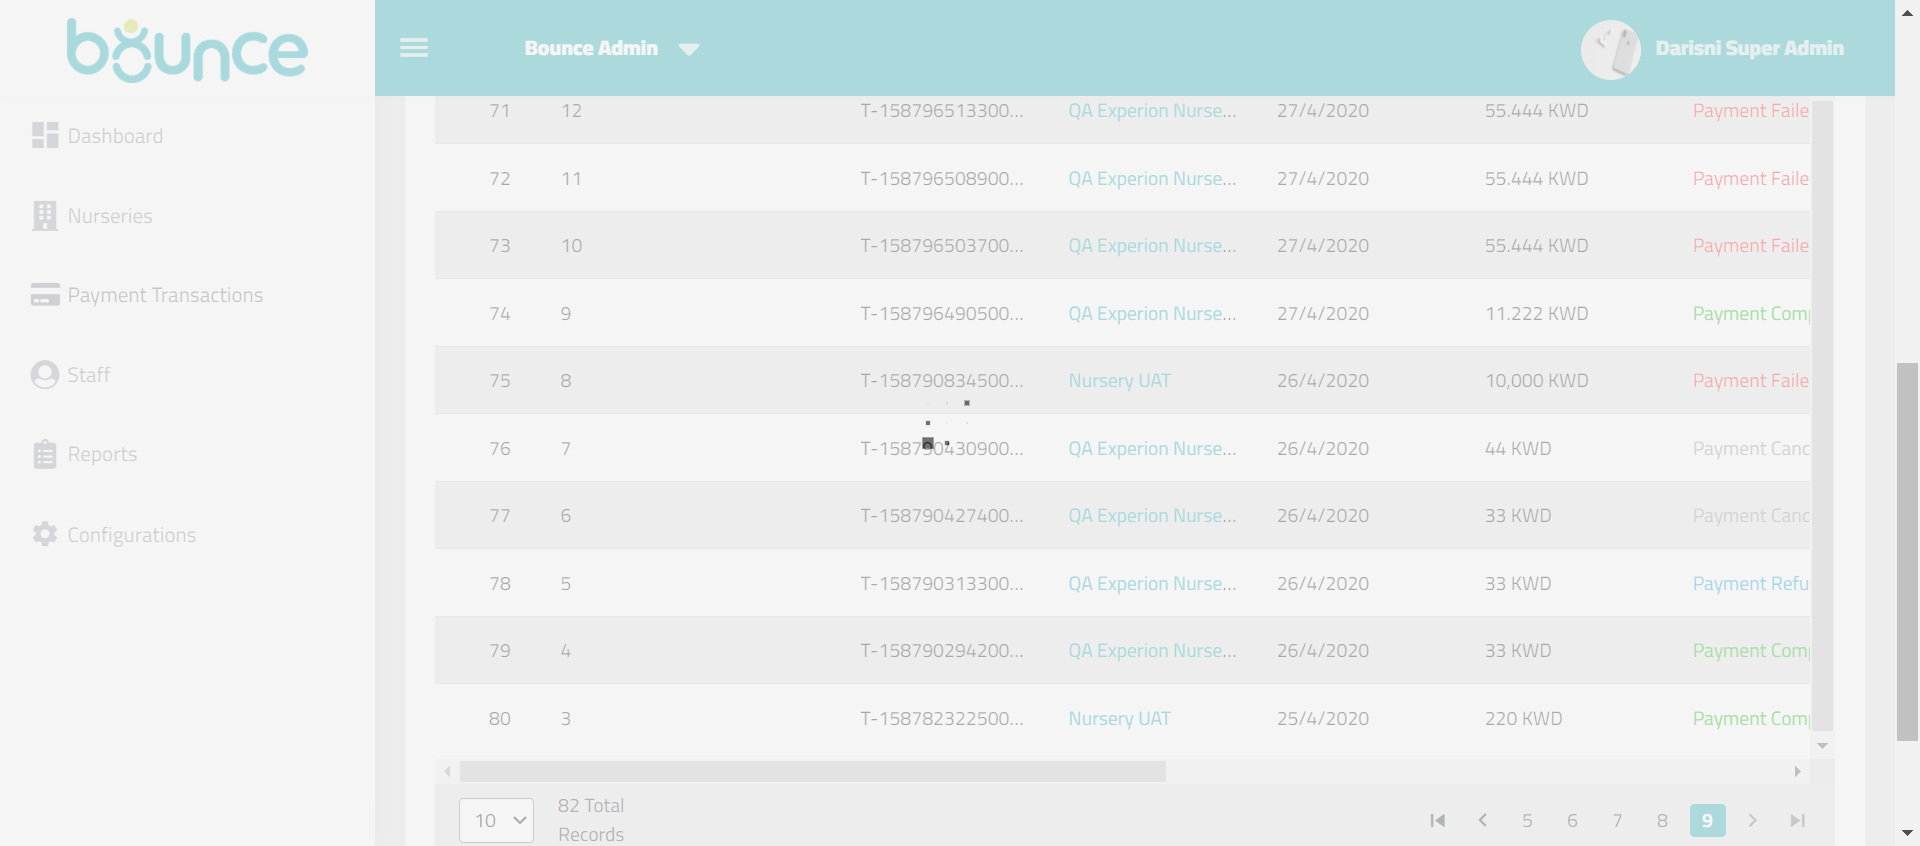 bounce
Bounce Admin
Darisni Super Admin
Dashboard
Nurseries
Payment Transactions
Staff
Reports
Configurations
71 12 T-158796513300... QA Experion Nurse... 27/4/2020 55.444 KWD Payment Faile
72 11 T-158796508900... QA Experion Nurse... 27/4/2020 55.444 KWD Payment Faile
73 10 T-158796503700... QA Experion Nurse... 27/4/2020 55.444 KWD Payment Faile
74 9 T-158796490500... QA Experion Nurse... 27/4/2020 11.222 KWD Payment Comp
75 8 T-158790834500... Nursery UAT 26/4/2020 10,000 KWD Payment Faile
76 7 T-158790430900... QA Experion Nurse... 26/4/2020 44 KWD Payment Canc
77 6 T-158790427400... QA Experion Nurse... 26/4/2020 33 KWD Payment Canc
78 5 T-158790313300... QA Experion Nurse... 26/4/2020 33 KWD Payment Refu
79 4 T-158790294200... QA Experion Nurse... 26/4/2020 33 KWD Payment Comp
80 3 T-158782322500... Nursery UAT 25/4/2020 220 KWD Payment Comp
10
82 Total
Records
5 6 7 8 9